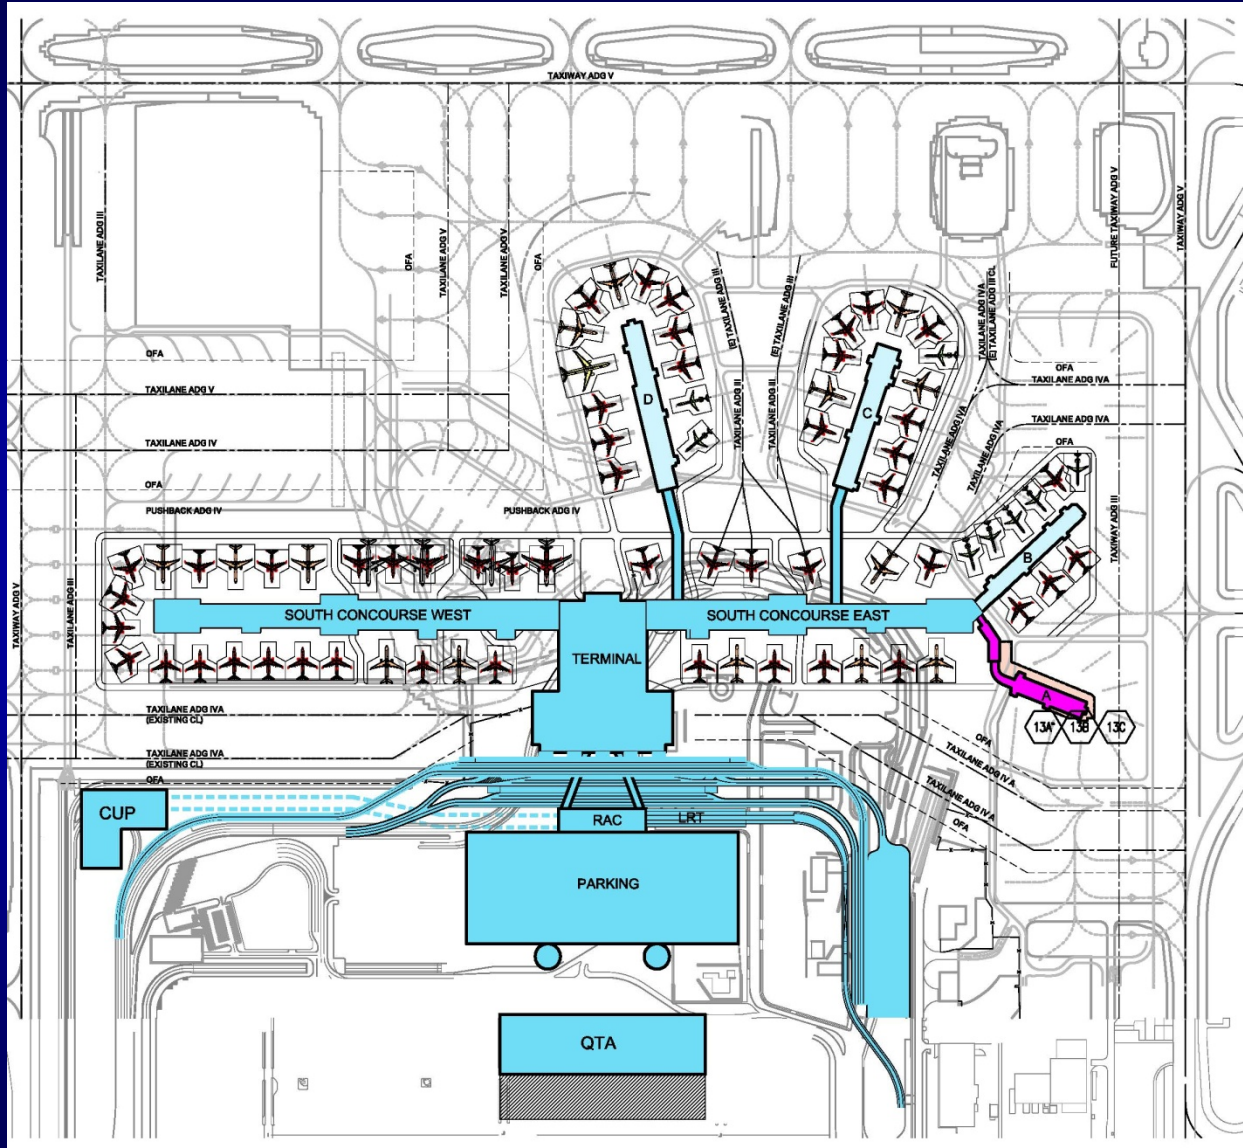 TAXIWAY ADG V
TAXILANE ADG III
OFA
TAXILANE ADG V
TAXILANE ADG V
OFA
(E) TAXILANE ADG III
(E) TAXILANE ADG III
TAXILANE ADG IVA
(E) TAXILANE ADG III CL
FUTURE TAXIWAY ADG V
TAXIWAY ADG V
OFA
OFA
TAXILANE ADG V
TAXILANE ADG IVA
D
C
TAXILANE ADG III
TAXILANE ADG III
TAXILANE ADG IVA
TAXILANE ADG IVA
TAXILANE ADG IVA
OFA
TAXILANE ADG IV
OFA
PUSHBACK ADG IV
PUSHBACK ADG IV
TAXIWAY ADG III
B
TAXIWAY ADG V
TAXILANE ADG III
SOUTH CONCOURSE WEST
SOUTH CONCOURSE EAST
TERMINAL
A
13A
13B
13C
TAXILANE ADG IVA
(EXISTING CL)
TAXILANE ADG IVA
(EXISTING CL)
OFA
OFA
TAXILANE ADG IV A
TAXILANE ADG IV A
OFA
CUP
RAC
LRT
PARKING
QTA